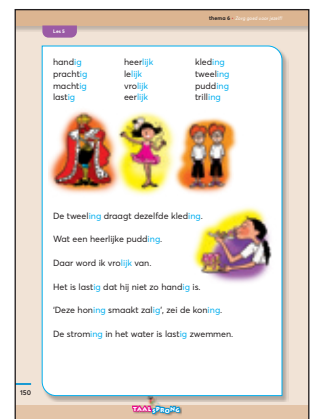 thema 6 - Zorg goed voor jezelf!
Les 5
handig heerlijk kleding
prachtig lelijk tweeling
machtig vrolijk pudding
lastig eerlijk trilling
De tweeling draagt dezelfde kleding.
Wat een heerlijke pudding.
Daar word ik vrolijk van.
Het is lastig dat hij niet zo handig is.
‘Deze honing smaakt zalig’, zei de koning.
De stroming in het water is lastig zwemmen.
150
TAALSPRONG